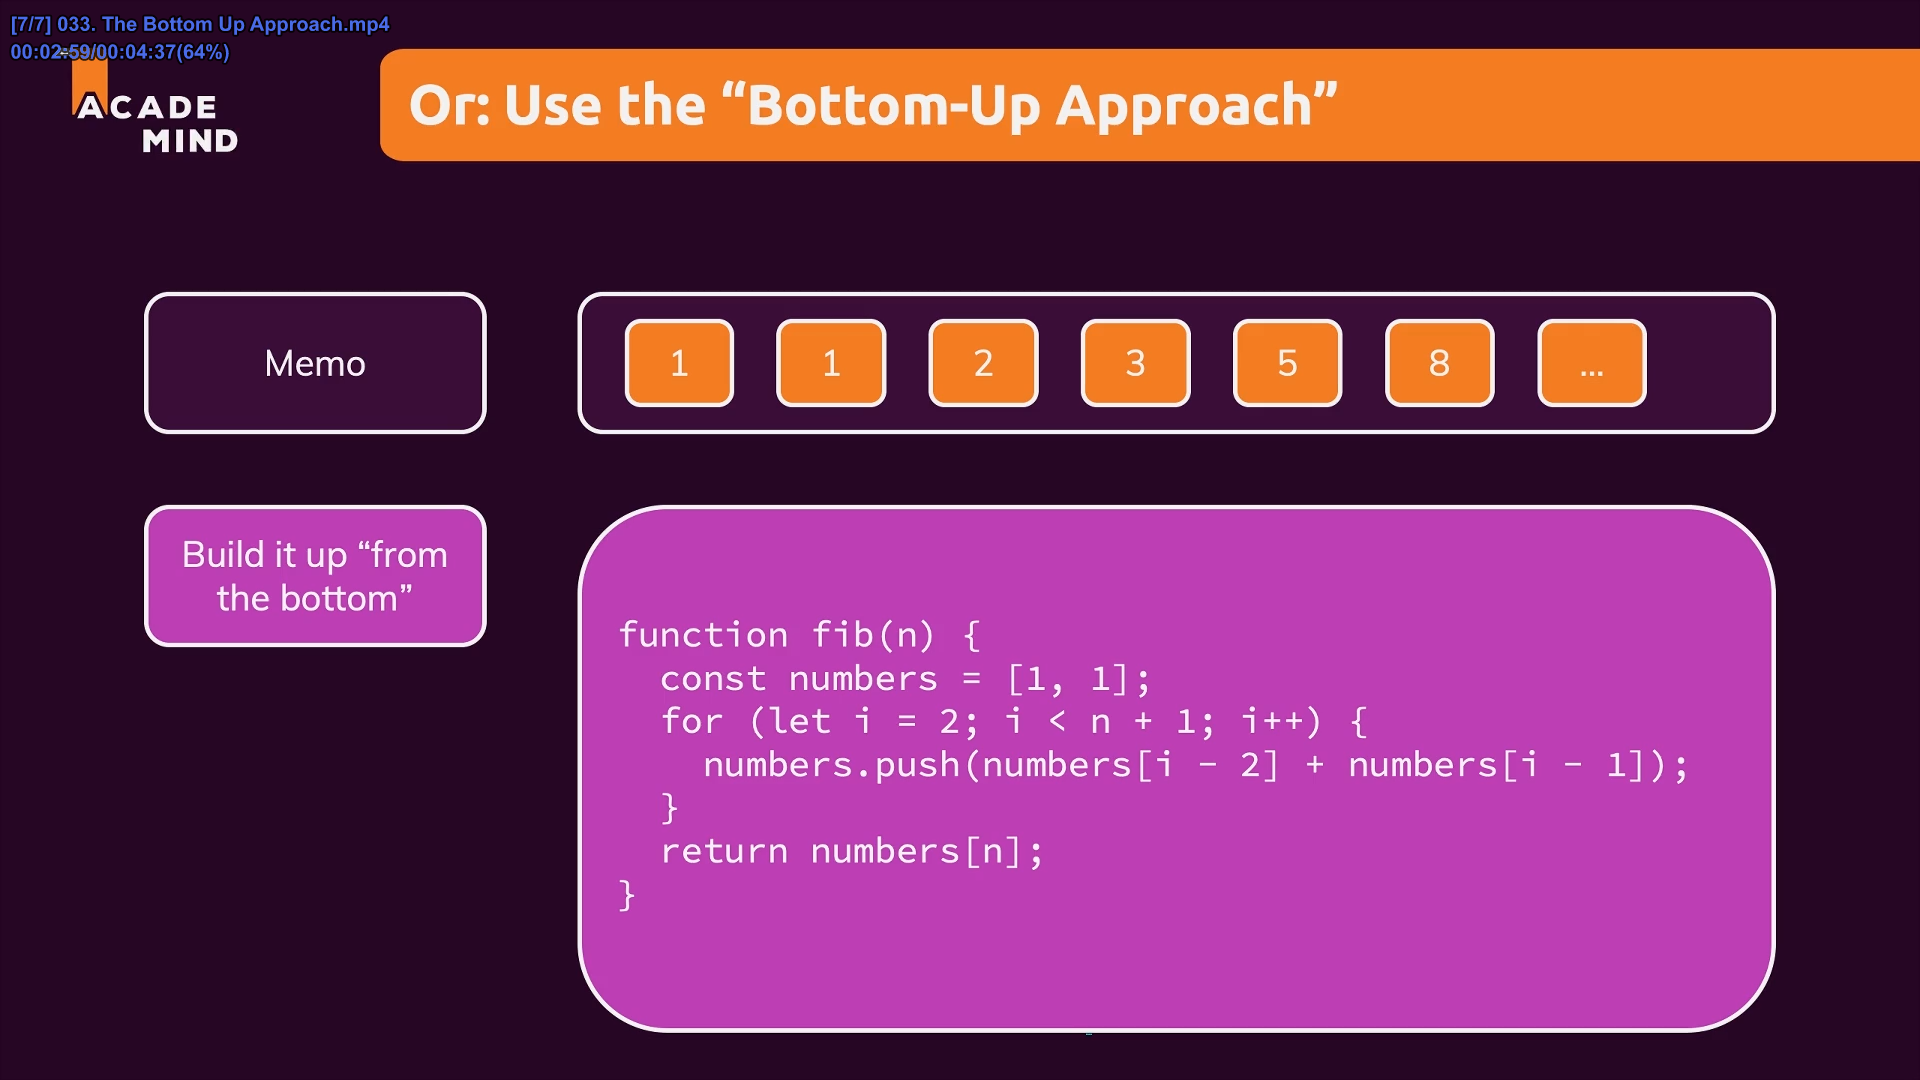 [7/7] 033. The Bottom Up Approach.mp4
00:02:59/00:04:37(64%)
ACADE
MIND
Or: Use the “Bottom-Up Approach”
Memo
1 1 2 3 5 8 ...
Build it up “from
the bottom”
function fib(n) {
  const numbers = [1, 1];
  for (let i = 2; i < n + 1; i++) {
    numbers.push(numbers[i - 2] + numbers[i - 1]);
  }
  return numbers[n];
}